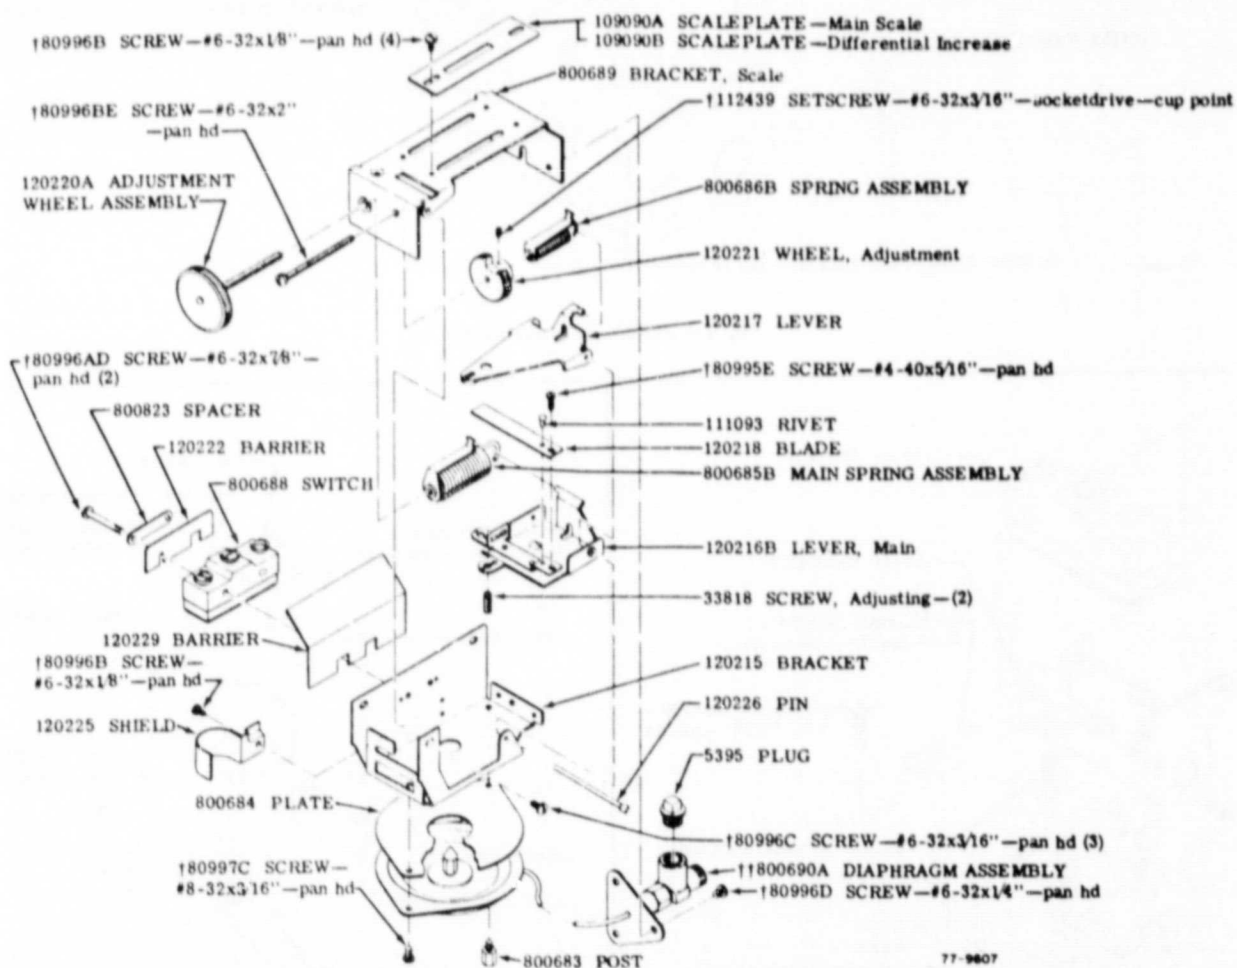 †80996B SCREW—#6-32x1/8"—pan hd (4)
109090A SCALEPLATE—Main Scale
109090B SCALEPLATE—Differential Increase
800689 BRACKET, Scale
†80996BE SCREW—#6-32x2"
—pan hd
†112439 SETSCREW—#6-32x3/16"—socketdrive—cup point
120220A ADJUSTMENT
WHEEL ASSEMBLY
800686B SPRING ASSEMBLY
120221 WHEEL, Adjustment
120217 LEVER
†80996AD SCREW—#6-32x7/8"—
pan hd (2)
†80995E SCREW—#4-40x5/16"—pan hd
800823 SPACER
111093 RIVET
120222 BARRIER
120218 BLADE
800688 SWITCH
800685B MAIN SPRING ASSEMBLY
120216B LEVER, Main
33818 SCREW, Adjusting—(2)
120229 BARRIER
†80996B SCREW—
#6-32x1/8"—pan hd
120215 BRACKET
120226 PIN
120225 SHIELD
5395 PLUG
800684 PLATE
†80996C SCREW—#6-32x3/16"—pan hd (3)
†80997C SCREW—
#8-32x3/16"—pan hd
††800690A DIAPHRAGM ASSEMBLY
†80996D SCREW—#6-32x1/4"—pan hd
800683 POST
77-9607